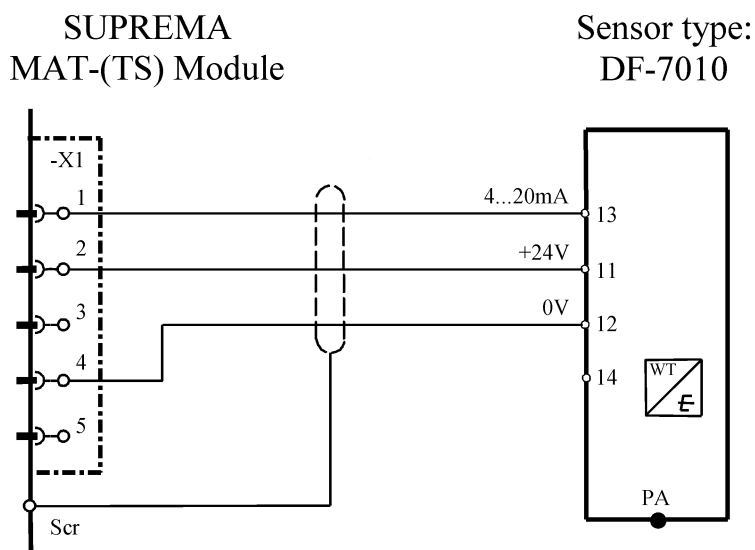 SUPREMA
MAT-(TS) Module
Sensor type:
DF-7010
-X1
1
4...20mA
13
2
+24V
11
3
0V
12
4
14
WT
E
5
PA
Scr